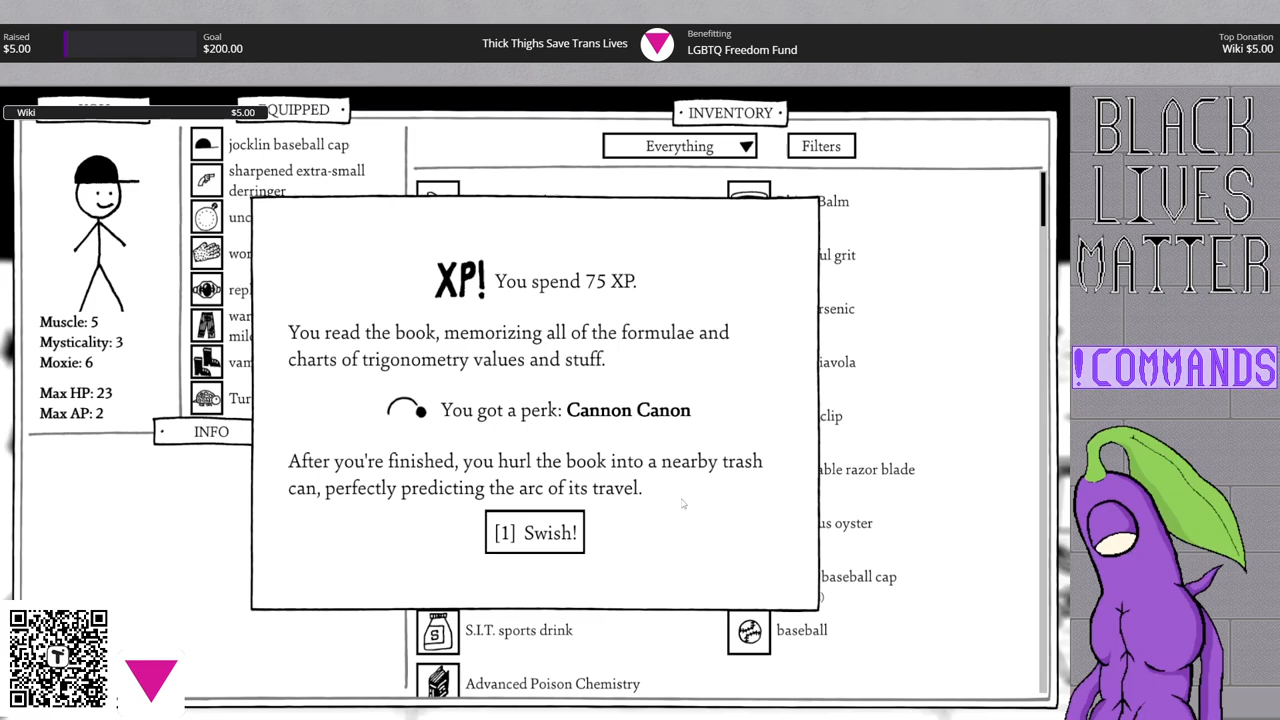 Raised
$5.00
Goal
$200.00
Thick Thighs Save Trans Lives
Benefitting
LGBTQ Freedom Fund
Top Donation
Wiki $5.00
Wiki $5.00
EQUIPPED
INVENTORY
Everything
Filters
jocklin baseball cap
sharpened extra-small
derringer
Muscle: 5
Mysticality: 3
Moxie: 6
Max HP: 23
Max AP: 2
INFO
XP! You spend 75 XP.
You read the book, memorizing all of the formulae and
charts of trigonometry values and stuff.
You got a perk: Cannon Canon
After you're finished, you hurl the book into a nearby trash
can, perfectly predicting the arc of its travel.
[1] Swish!
Balm
grit
clip
razor blade
oyster
baseball cap
S.I.T. sports drink
baseball
Advanced Poison Chemistry
BLACK
LIVES
MATTER
!COMMANDS